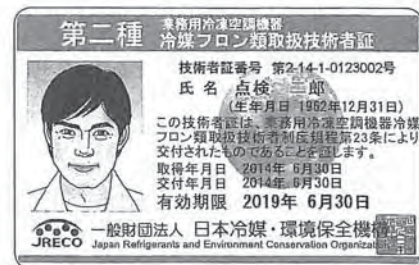 第二種 業務用冷凍空調機器
冷媒フロン類取扱技術者証
技術者証番号 第2-14-1-0123002号
氏名 点検 二郎
(生年月日 1952年12月31日)
この技術者証は、業務用冷凍空調機器冷媒
フロン類取扱技術者制度規程第23条により
交付されたものであることを証します。
取得年月日 2014年 6月30日
交付年月日 2014年 6月30日
有効期限 2019年 6月30日
JRECO 一般財団法人 日本冷媒・環境保全機構
Japan Refrigerants and Environment Conservation Organization